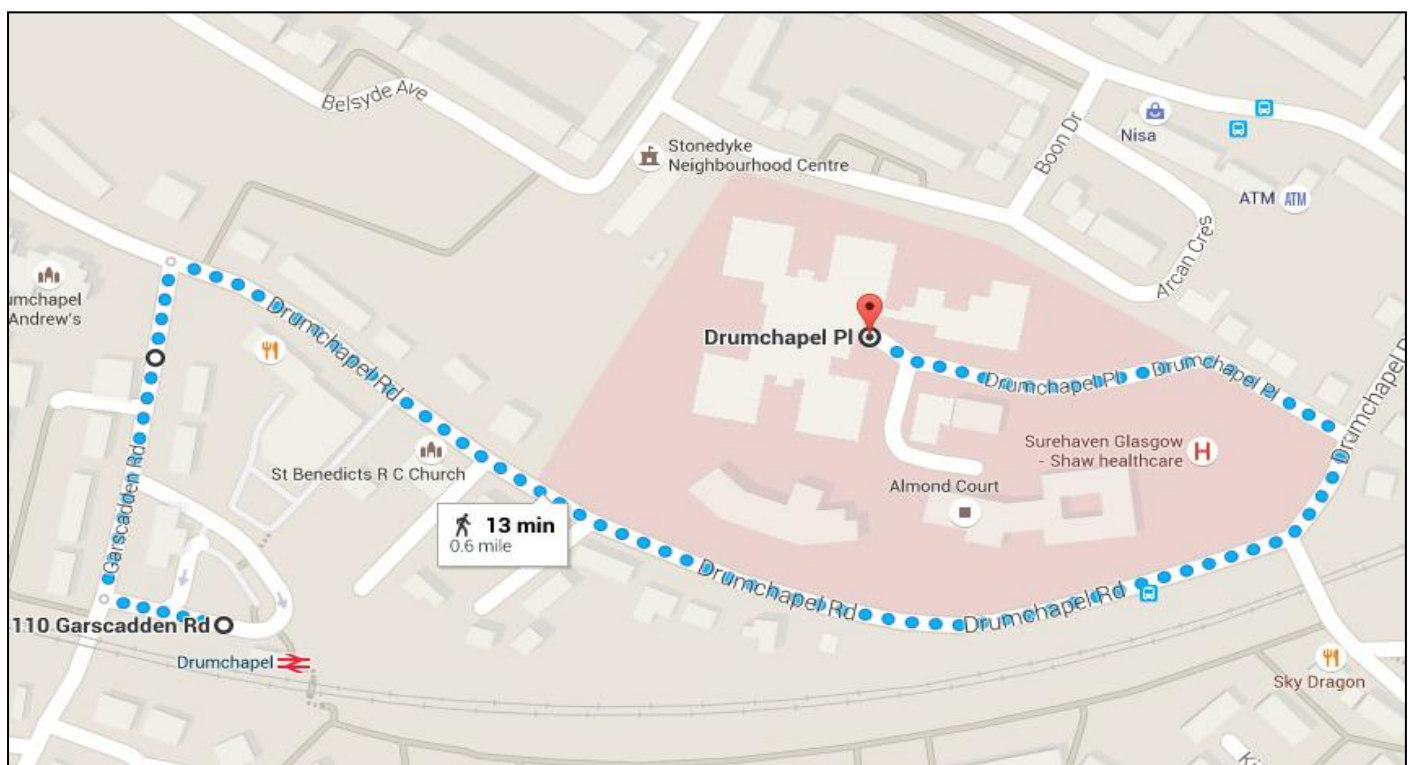 Belsyde Ave
Stonedyke
Neighbourhood Centre
Boon Dr
Nisa
ATM ATM
Arcan Cres
umchapel
Andrew's
Drumchapel Rd
Drumchapel Pl
Drumchapel Pl
Drumchapel Pl
Drumchapel
Surehaven Glasgow
- Shaw healthcare
H
St Benedicts R C Church
Almond Court
13 min
0.6 mile
Garscadden Rd
Drumchapel Rd
Drumchapel Rd
110 Garscadden Rd
Drumchapel
Sky Dragon